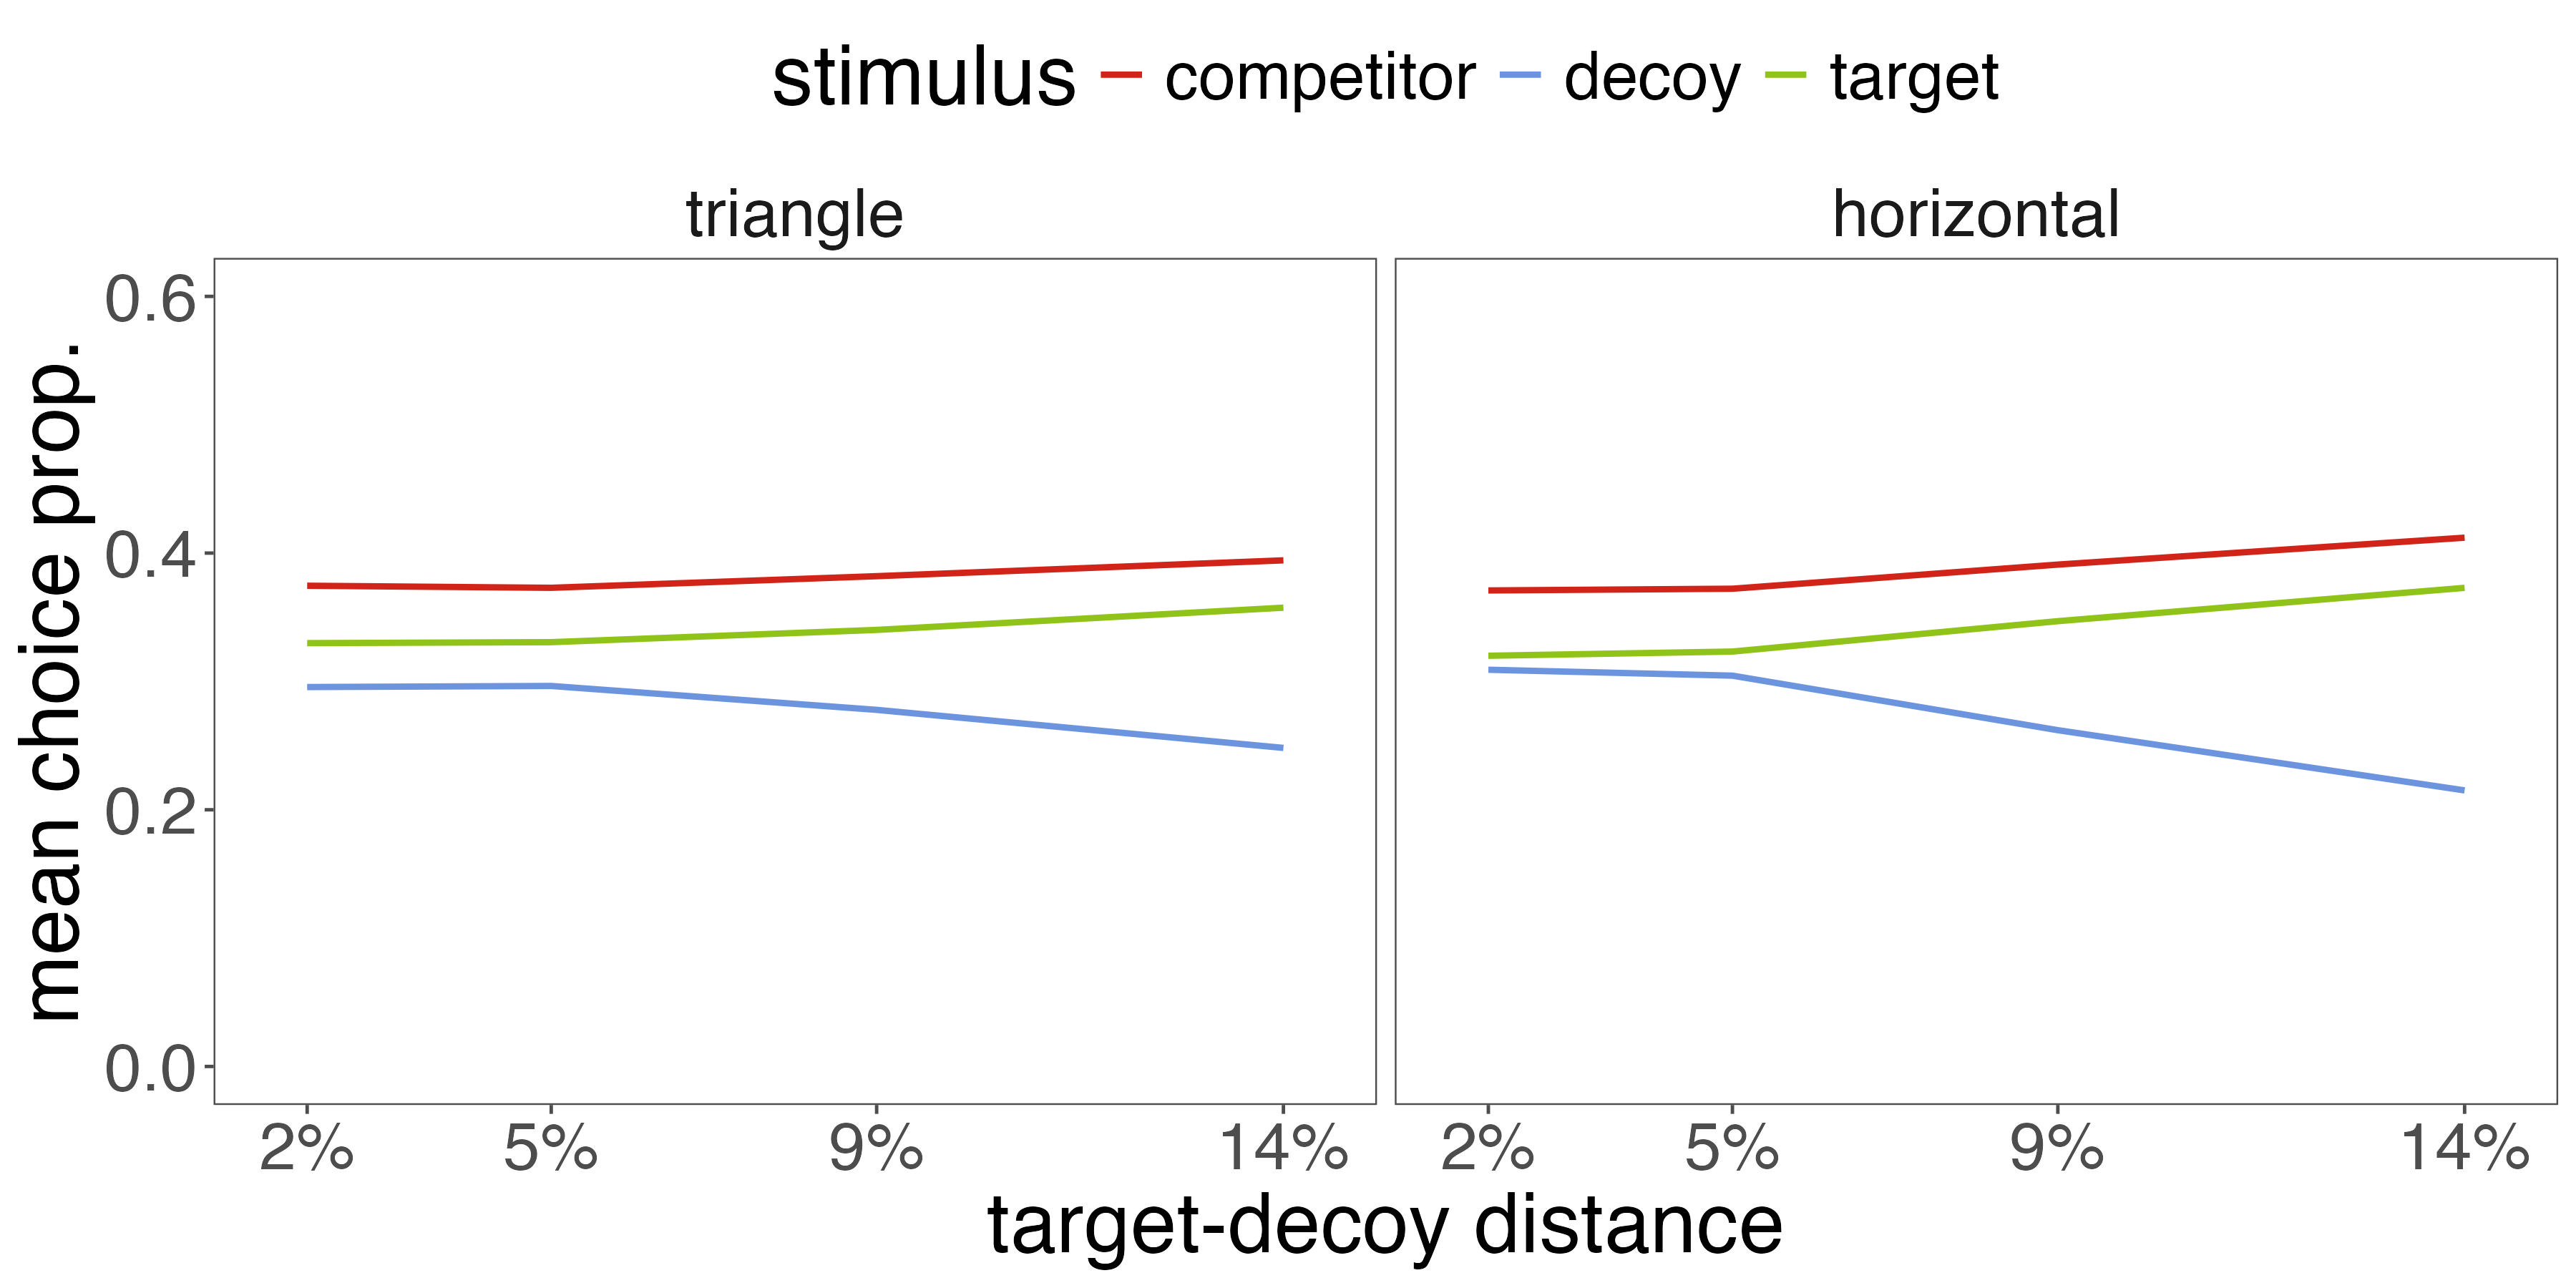 stimulus competitor decoy target
triangle horizontal
mean choice prop.
0.6
0.4
0.2
0.0
2% 5% 9% 14% 2% 5% 9% 14%
target-decoy distance